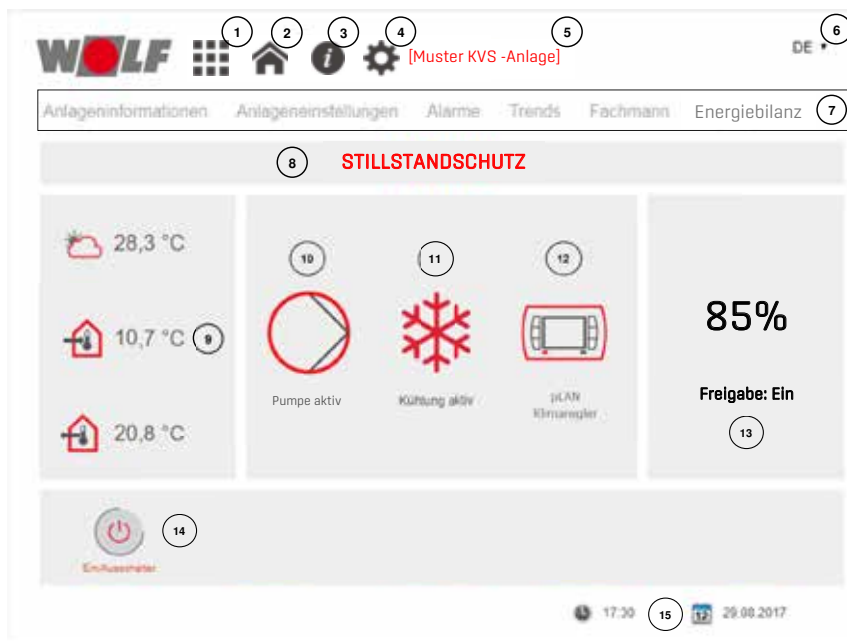 1 2 3 4 5 6
WOLF [Muster KVS -Anlage] DE
Anlageninformationen Anlageneinstellungen Alarme Trends Fachmann Energiebilanz 7
8 STILLSTANDSCHUTZ
28,3 °C
10 11 12
10,7 °C 9
85%
Pumpe aktiv Kühlung aktiv pLAN
Klimaregler
Freigabe: Ein
13
20,8 °C
14
Ein/Ausschalter
17:30 15 12 29.08.2017